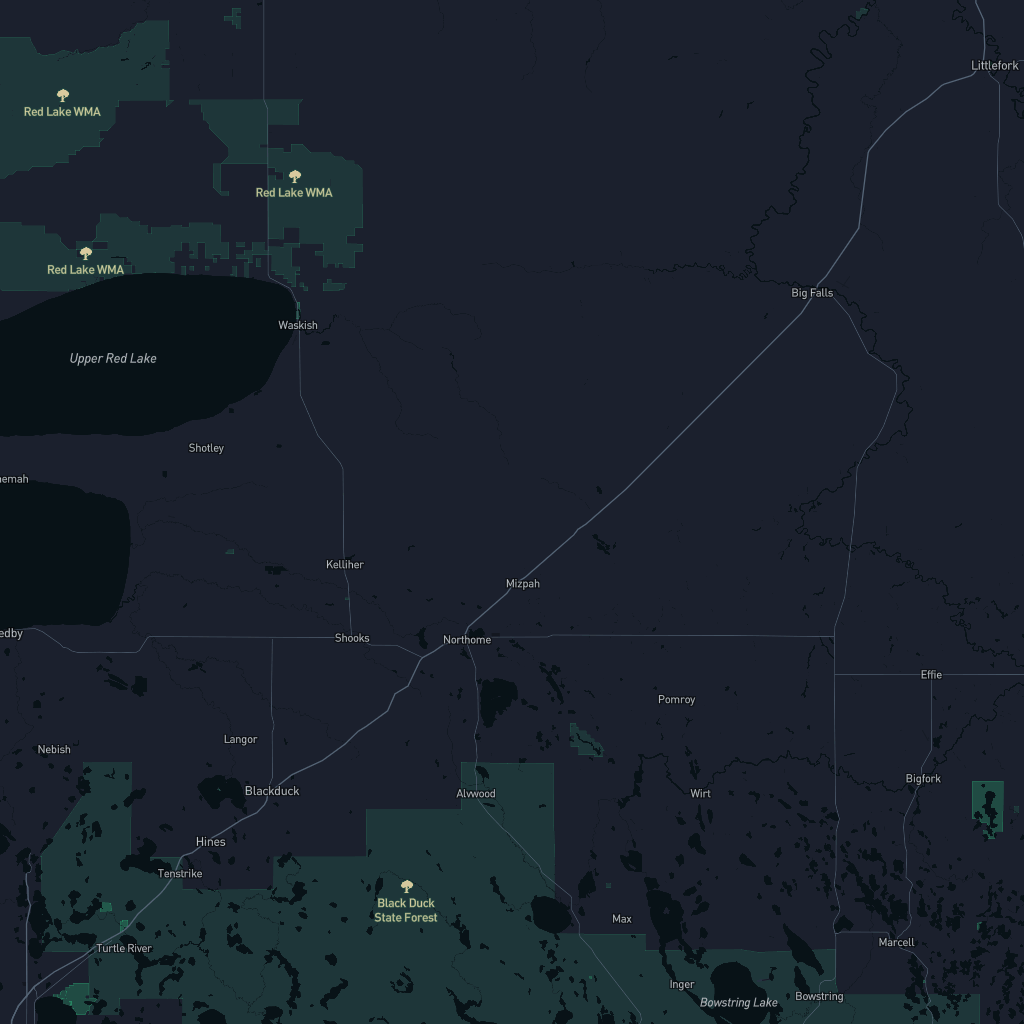 Littlefork
Red Lake WMA
Red Lake WMA
Red Lake WMA
Big Falls
Waskish
Upper Red Lake
Shotley
emah
Kelliher
Mizpah
edby
Shooks
Northome
Effie
Pomroy
Langor
Nebish
Bigfork
Blackduck
Alvwood
Wirt
Hines
Tenstrike
Black Duck
State Forest
Max
Marcell
Turtle River
Inger
Bowstring
Bowstring Lake